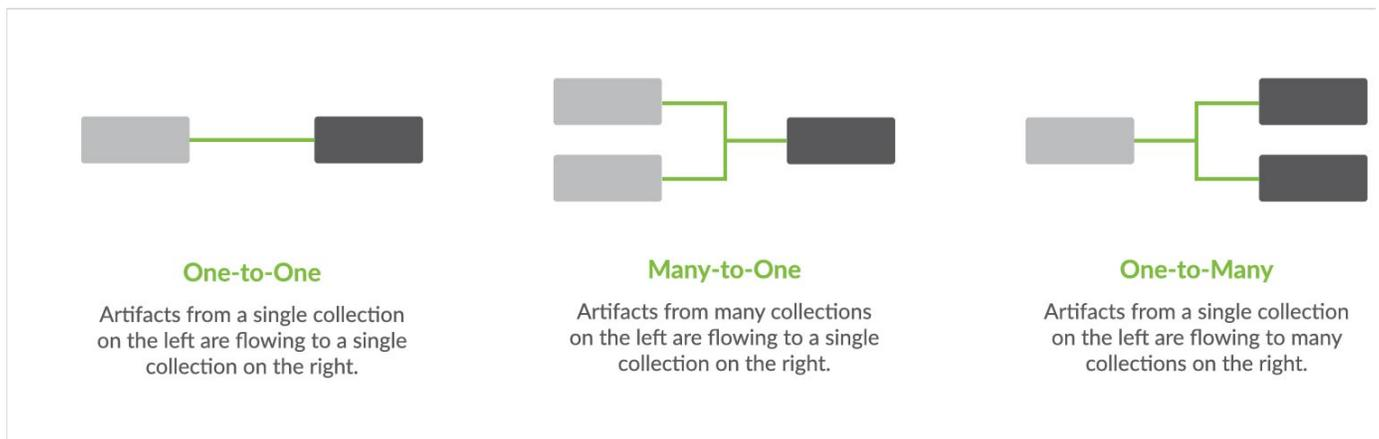 One-to-One
Artifacts from a single collection
on the left are flowing to a single
collection on the right.
Many-to-One
Artifacts from many collections
on the left are flowing to a single
collection on the right.
One-to-Many
Artifacts from a single collection
on the left are flowing to many
collections on the right.